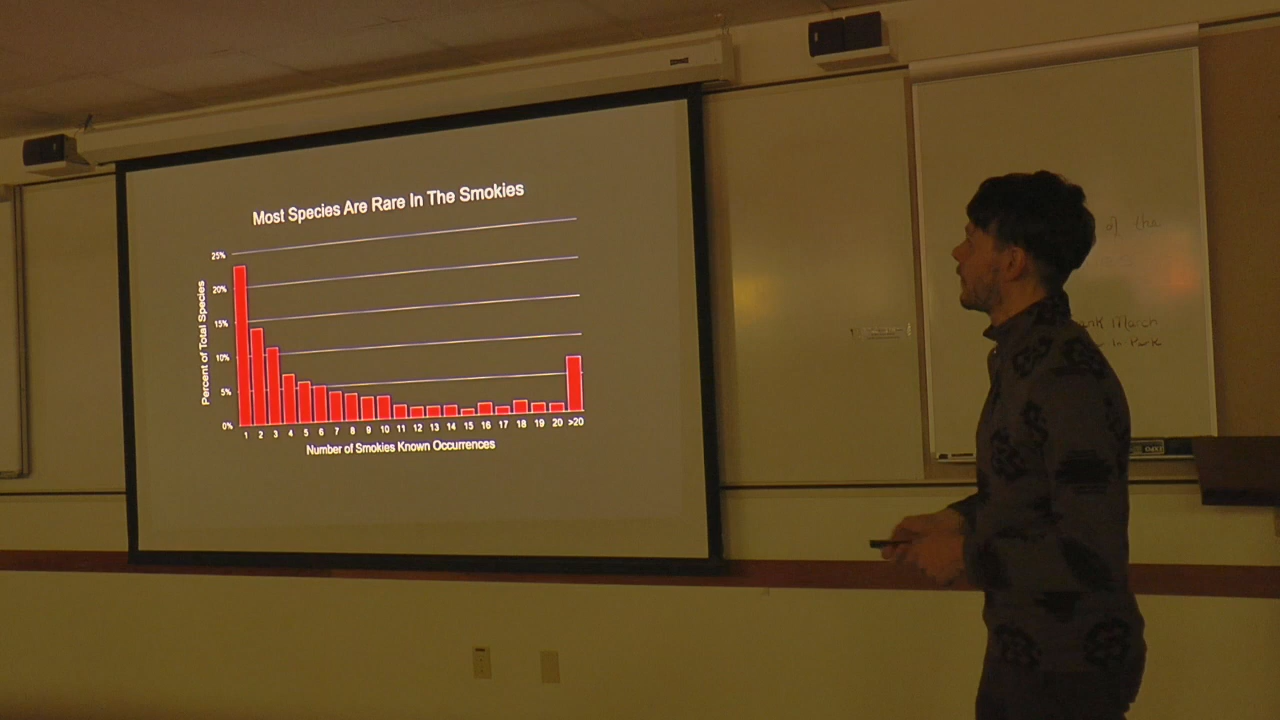 Most Species Are Rare In The Smokies
Percent of Total Species
25%
20%
15%
10%
5%
0%
1 2 3 4 5 6 7 8 9 10 11 12 13 14 15 16 17 18 19 20 >20
Number of Smokies Known Occurrences
of the
March
In-Park